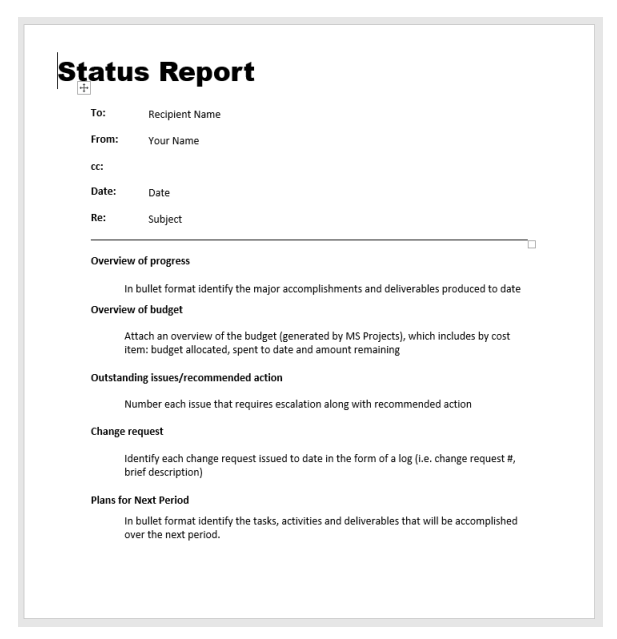 Status Report
To: Recipient Name
From: Your Name
cc:
Date: Date
Re: Subject
Overview of progress
In bullet format identify the major accomplishments and deliverables produced to date
Overview of budget
Attach an overview of the budget (generated by MS Projects), which includes by cost
item: budget allocated, spent to date and amount remaining
Outstanding issues/recommended action
Number each issue that requires escalation along with recommended action
Change request
Identify each change request issued to date in the form of a log (i.e. change request #,
brief description)
Plans for Next Period
In bullet format identify the tasks, activities and deliverables that will be accomplished
over the next period.